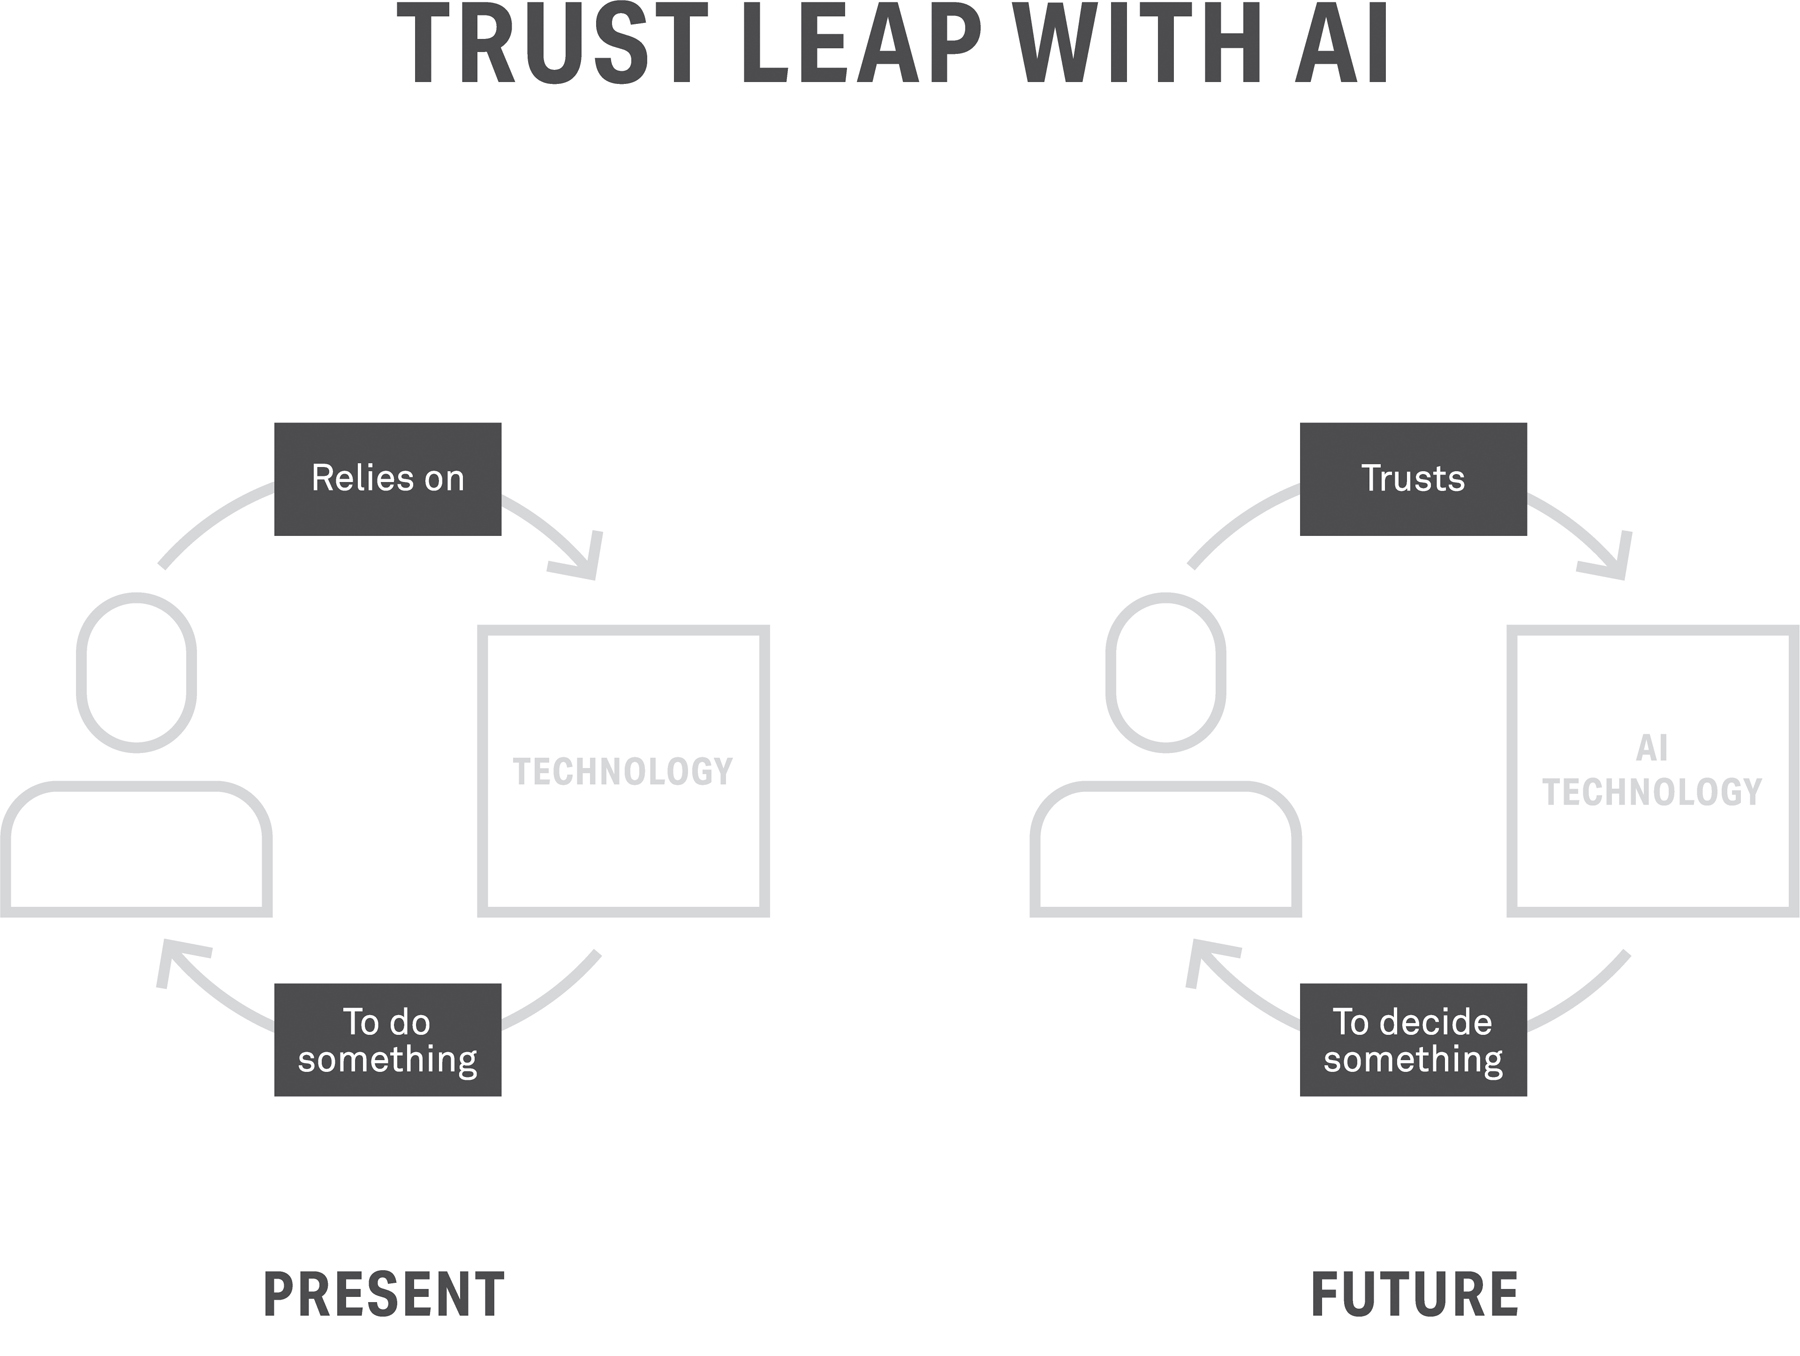 TRUST LEAP WITH AI
Relies on
TECHNOLOGY
To do
something
PRESENT
Trusts
AI
TECHNOLOGY
To decide
something
FUTURE